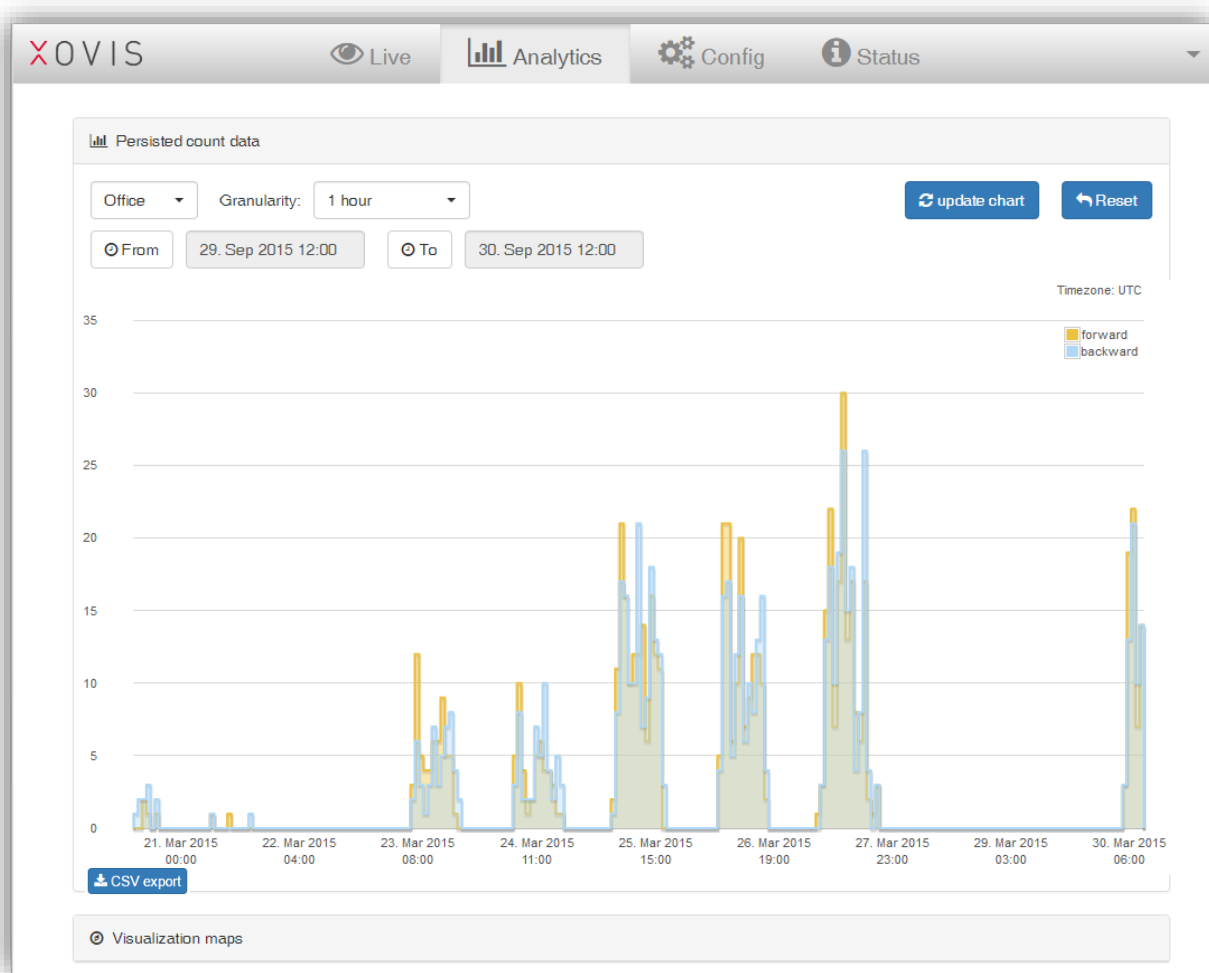 XOVIS Live Analytics Config Status
Persisted count data
Office Granularity: 1 hour update chart Reset
From 29. Sep 2015 12:00 To 30. Sep 2015 12:00
Timezone: UTC
35
forward
backward
30
25
20
15
10
5
0
21. Mar 2015 22. Mar 2015 23. Mar 2015 24. Mar 2015 25. Mar 2015 26. Mar 2015 27. Mar 2015 29. Mar 2015 30. Mar 2015
00:00 04:00 08:00 11:00 15:00 19:00 23:00 03:00 06:00
CSV export
Visualization maps